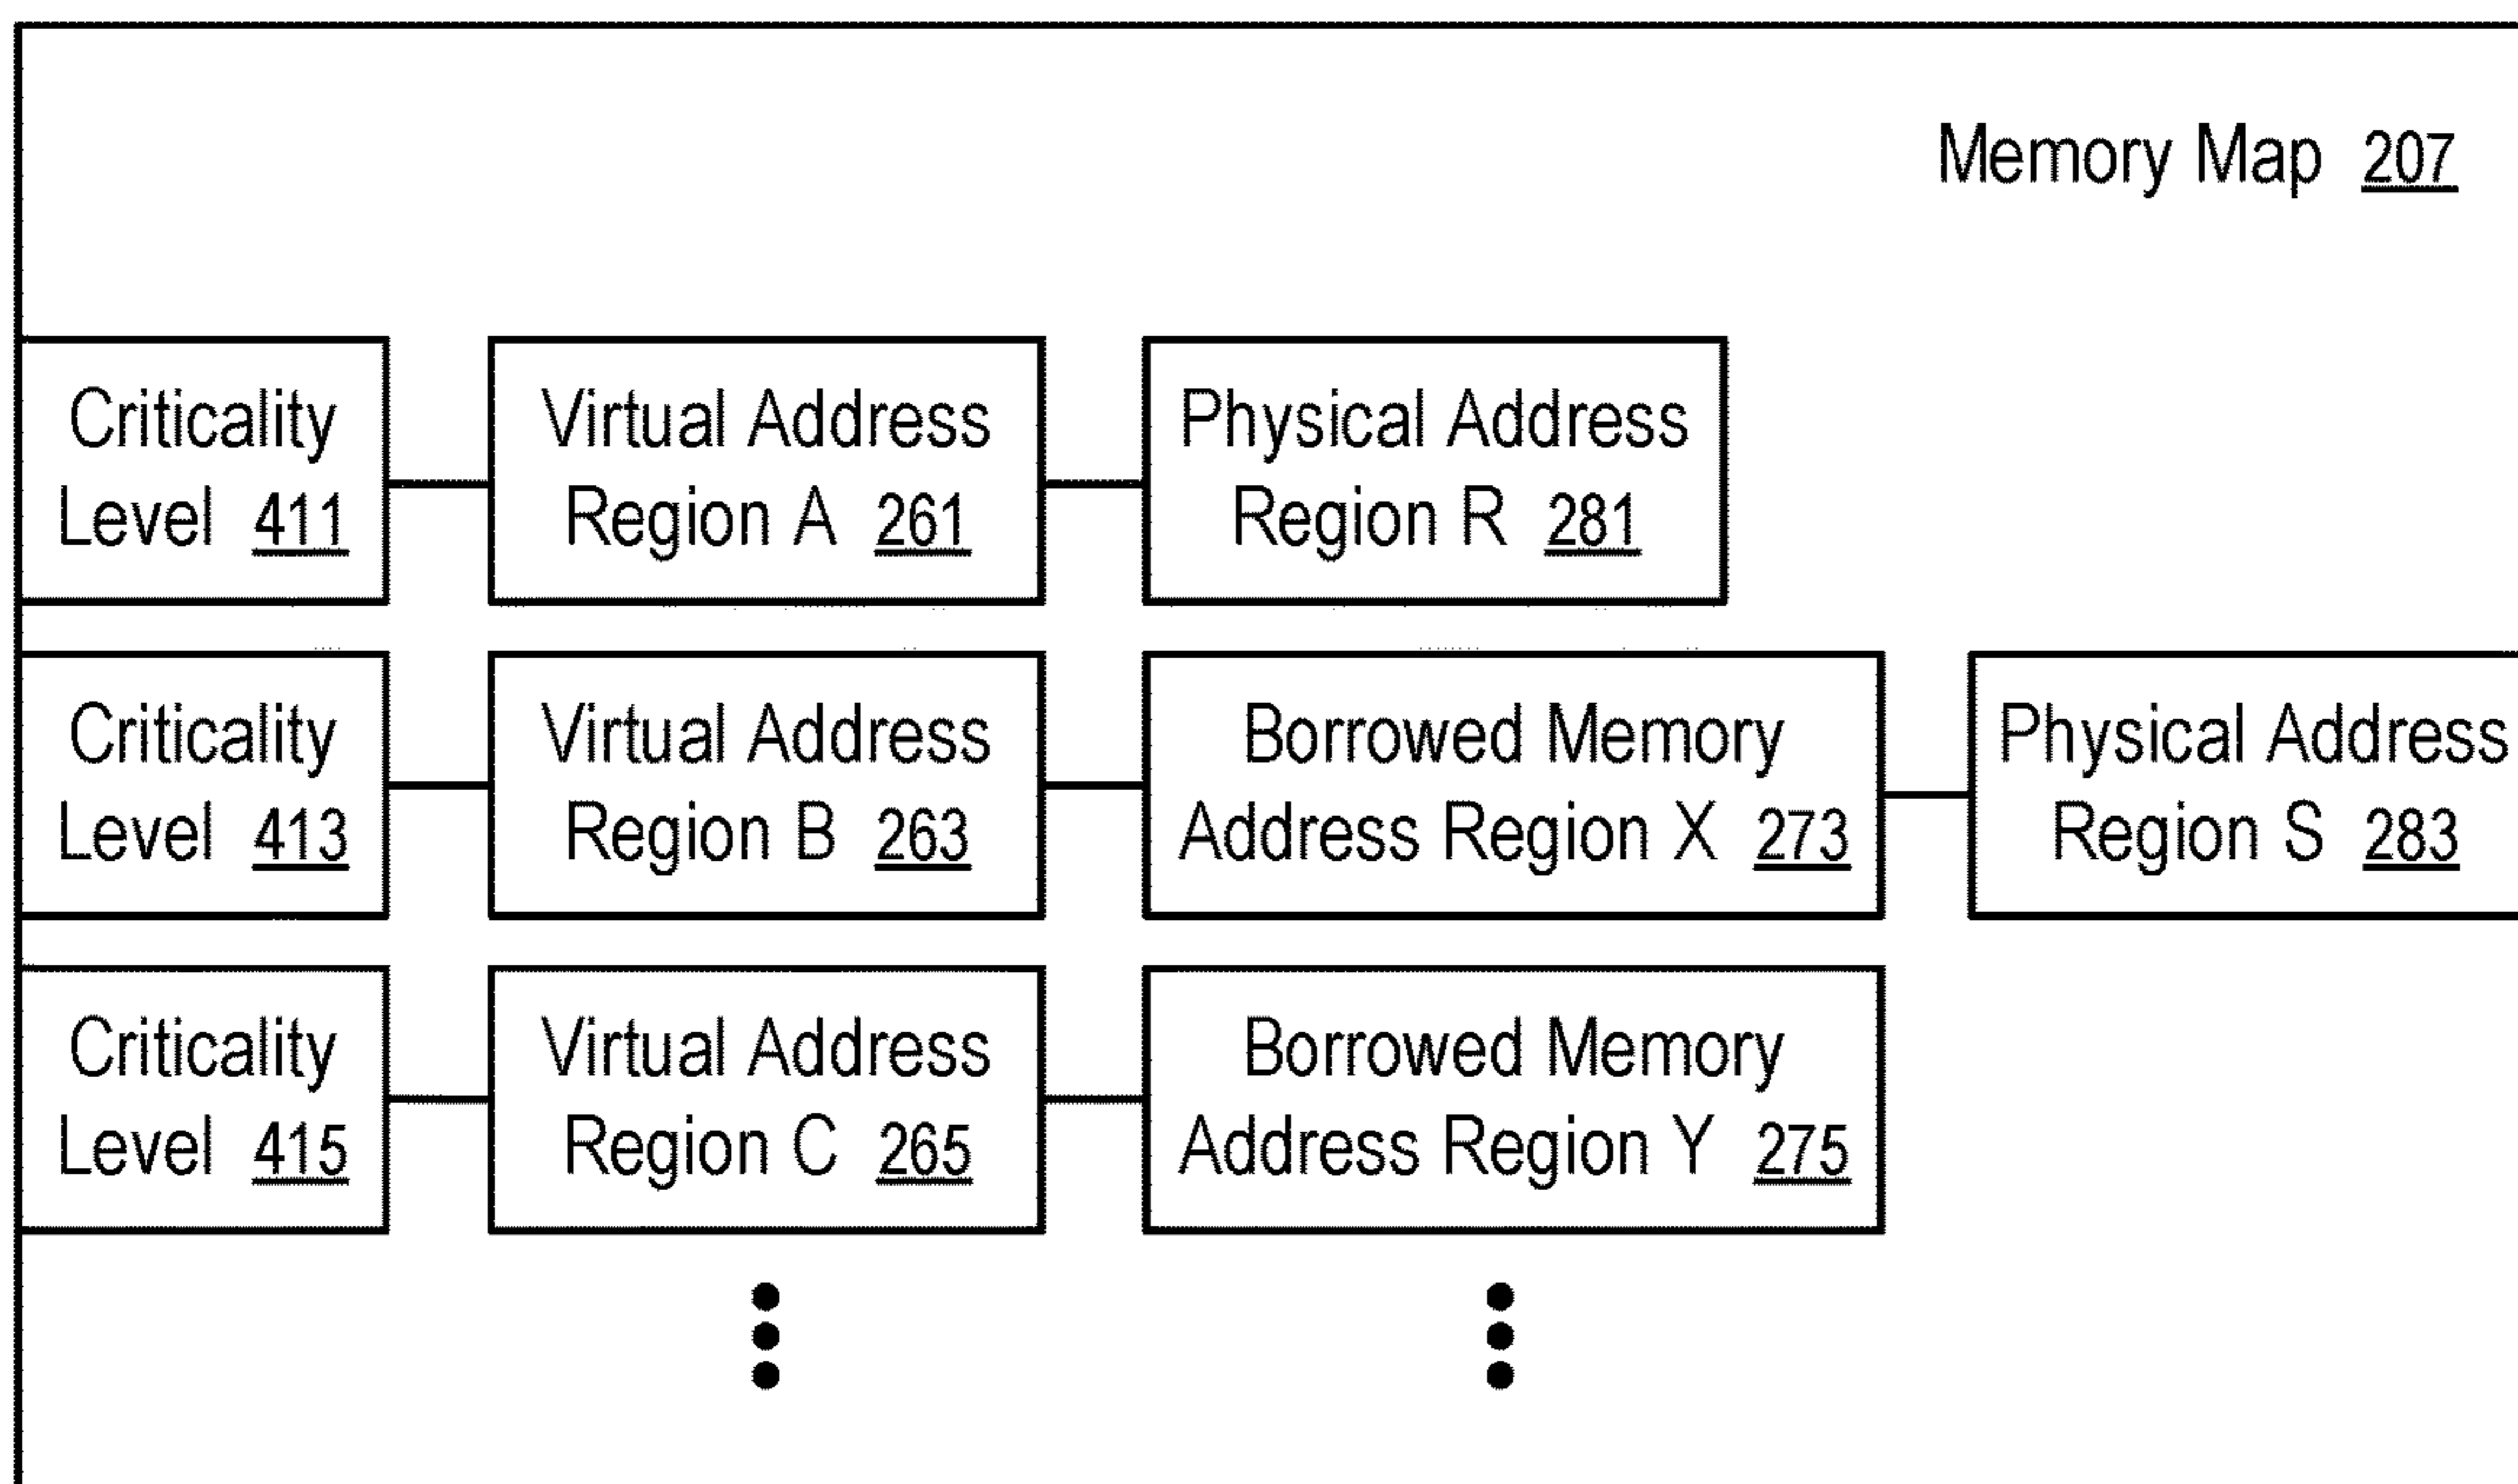 Memory Map 207
Criticality
Level 411
Virtual Address
Region A 261
Physical Address
Region R 281
Criticality
Level 413
Virtual Address
Region B 263
Borrowed Memory
Address Region X 273
Physical Address
Region S 283
Criticality
Level 415
Virtual Address
Region C 265
Borrowed Memory
Address Region Y 275